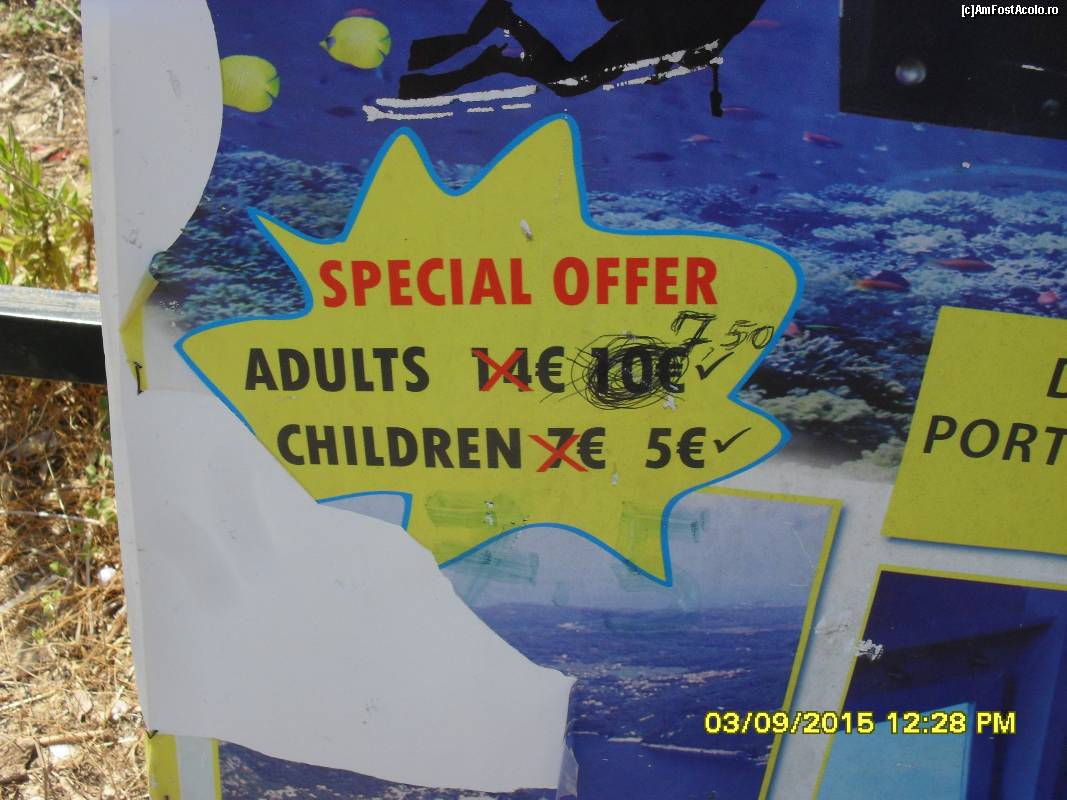 [c]AmFostAcolo.ro
SPECIAL OFFER
7,50
ADULTS 14€ 10€ ✓
CHILDREN 7€ 5€ ✓
D
PORT
03/09/2015 12:28 PM